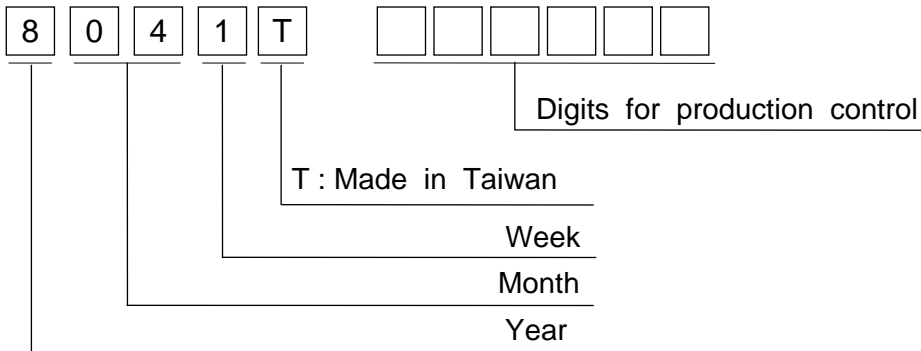 8 0 4 1 T
Digits for production control
T : Made in Taiwan
Week
Month
Year